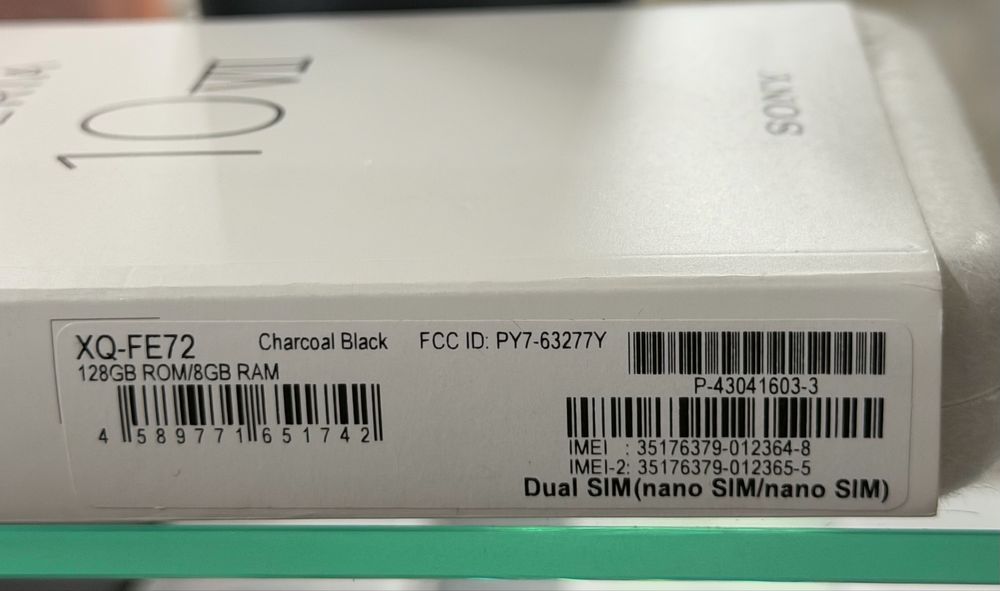 10 VII
SONY
XQ-FE72
Charcoal Black
FCC ID: PY7-63277Y
128GB ROM/8GB RAM
4 589771 651742
P-43041603-3
IMEI : 35176379-012364-8
IMEI-2: 35176379-012365-5
Dual SIM(nano SIM/nano SIM)